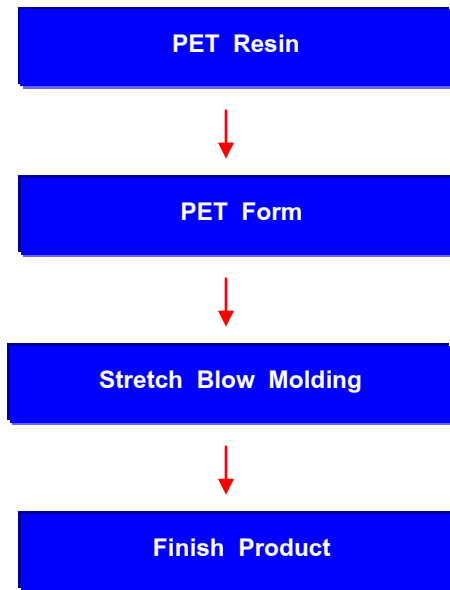 PET Resin
PET Form
Stretch Blow Molding
Finish Product